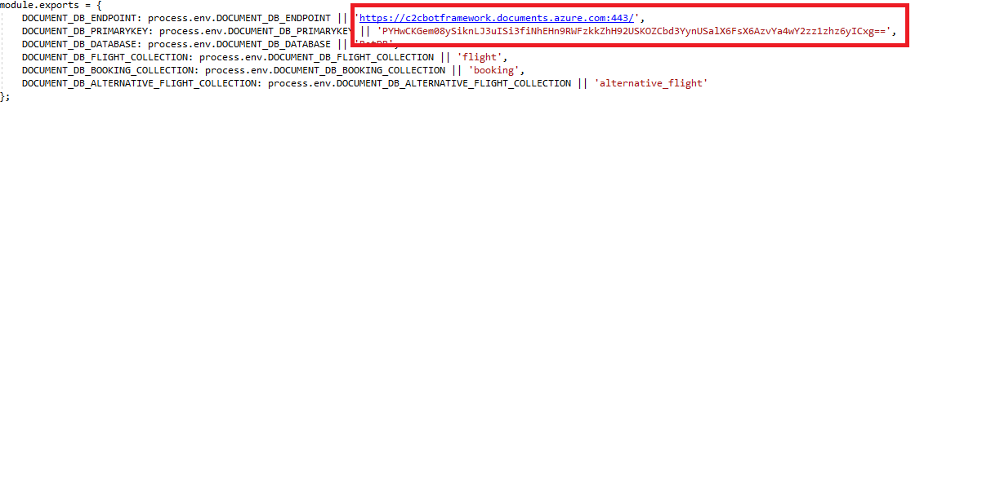 module.exports = {
DOCUMENT_DB_ENDPOINT: process.env.DOCUMENT_DB_ENDPOINT || 'https://c2cbotframework.documents.azure.com:443/',
DOCUMENT_DB_PRIMARYKEY: process.env.DOCUMENT_DB_PRIMARYKEY || 'PYHwCKGem08ySiknLJ3uISi3fiNhEHn9RWFzkkZhH92USKOZCbd3YynUSalX6FsX6AzvYa4wY2zz1zhz6yICxg==',
DOCUMENT_DB_DATABASE: process.env.DOCUMENT_DB_DATABASE || 'BotDB',
DOCUMENT_DB_FLIGHT_COLLECTION: process.env.DOCUMENT_DB_FLIGHT_COLLECTION || 'flight',
DOCUMENT_DB_BOOKING_COLLECTION: process.env.DOCUMENT_DB_BOOKING_COLLECTION || 'booking',
DOCUMENT_DB_ALTERNATIVE_FLIGHT_COLLECTION: process.env.DOCUMENT_DB_ALTERNATIVE_FLIGHT_COLLECTION || 'alternative_flight'
};